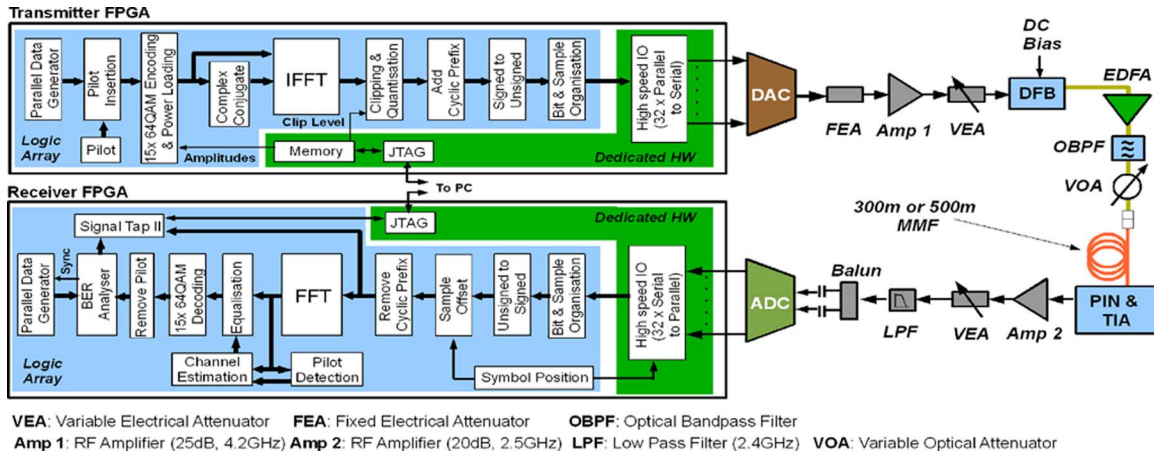 Transmitter FPGA
Parallel Data
Generator
Pilot
Insertion
Pilot
15x 64QAM Encoding
& Power Loading
Complex
Conjugate
IFFT
Clipping &
Quantisation
Add
Cyclic Prefix
Signed to
Unsigned
Bit & Sample
Organisation
High speed IO
(32 x Parallel
to Serial)
Logic
Array
Clip Level
Amplitudes
Memory
JTAG
Dedicated HW
To PC
DAC
FEA
Amp 1
VEA
DC
Bias
DFB
EDFA
OBPF
VOA
300m or 500m
MMF
PIN &
TIA
Amp 2
VEA
LPF
Balun
ADC
Receiver FPGA
Signal Tap II
JTAG
Dedicated HW
Parallel Data
Generator
Sync
BER
Analyser
Remove Pilot
15x 64QAM
Decoding
Equalisation
FFT
Remove
Cyclic Prefix
Sample
Offset
Unsigned to
Signed
Bit & Sample
Organisation
High speed IO
(32 x Serial
to Parallel)
Logic
Array
Channel
Estimation
Pilot
Detection
Symbol Position
VEA: Variable Electrical Attenuator FEA: Fixed Electrical Attenuator OBPF: Optical Bandpass Filter
Amp 1: RF Amplifier (25dB, 4.2GHz) Amp 2: RF Amplifier (20dB, 2.5GHz) LPF: Low Pass Filter (2.4GHz) VOA: Variable Optical Attenuator